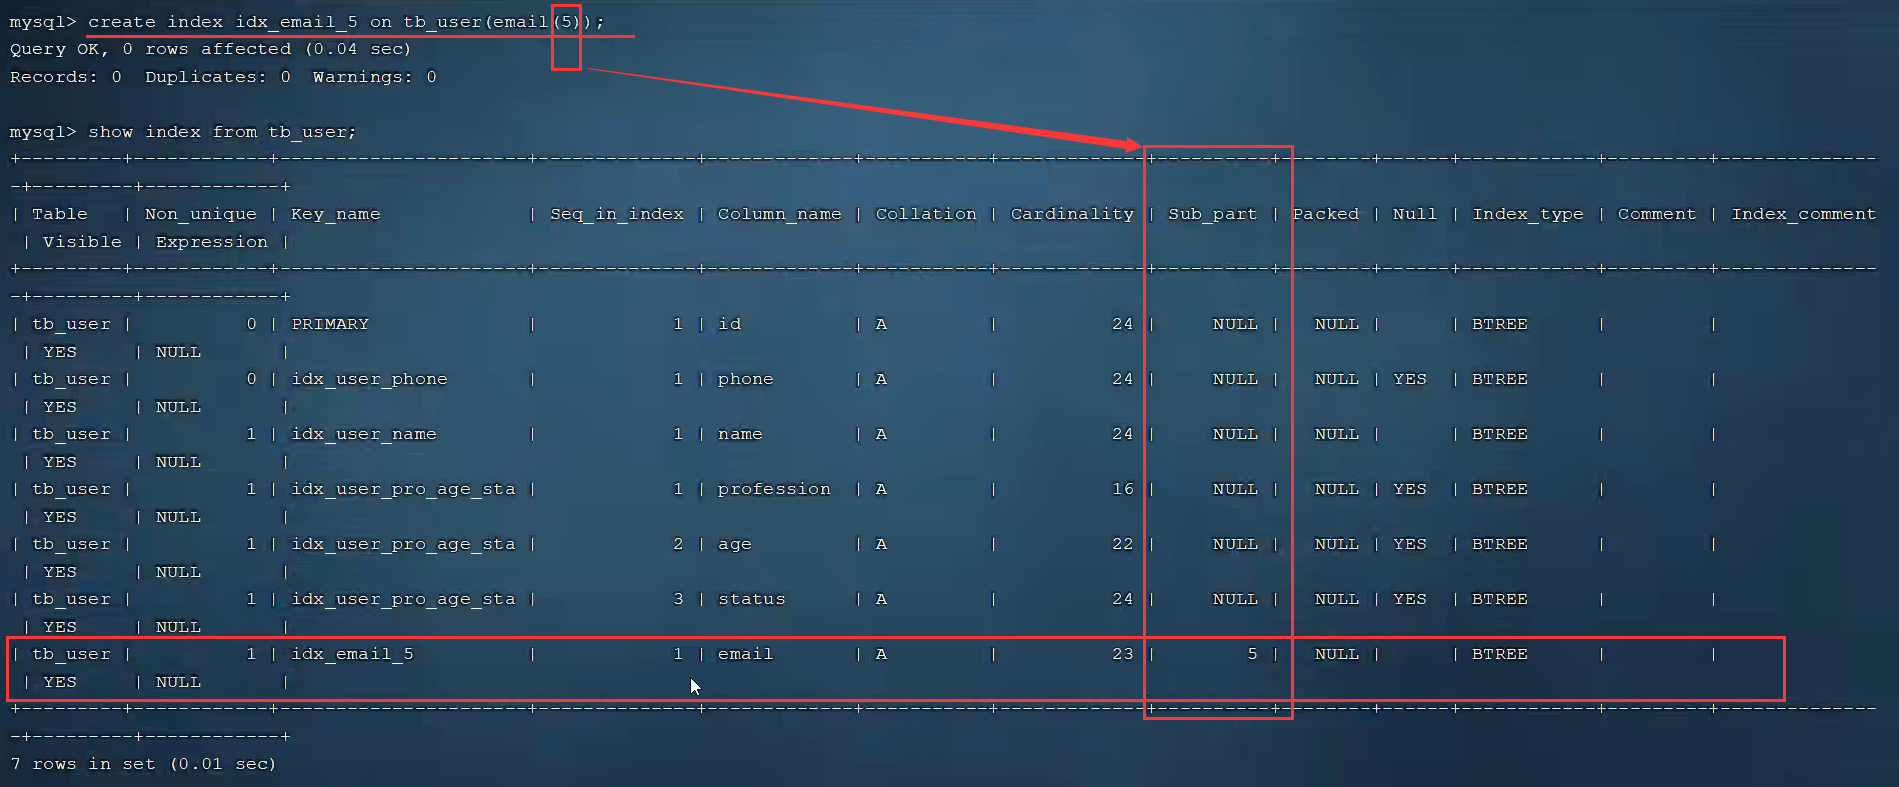 mysql> create index idx_email_5 on tb_user(email(5));
Query OK, 0 rows affected (0.04 sec)
Records: 0  Duplicates: 0  Warnings: 0
mysql> show index from tb_user;
+---------+------------+----------------------+--------------+-------------+-----------+-------------+----------+--------+------+------------+---------+--------------
-+---------+------------+
| Table   | Non_unique | Key_name             | Seq_in_index | Column_name | Collation | Cardinality | Sub_part | Packed | Null | Index_type | Comment | Index_comment
 | Visible | Expression |
+---------+------------+----------------------+--------------+-------------+-----------+-------------+----------+--------+------+------------+---------+--------------
-+---------+------------+
| tb_user |          0 | PRIMARY              |            1 | id          | A         |          24 |     NULL |   NULL |      | BTREE      |         |
 | YES     | NULL       |
| tb_user |          0 | idx_user_phone       |            1 | phone       | A         |          24 |     NULL |   NULL | YES  | BTREE      |         |
 | YES     | NULL       |
| tb_user |          1 | idx_user_name        |            1 | name        | A         |          24 |     NULL |   NULL |      | BTREE      |         |
 | YES     | NULL       |
| tb_user |          1 | idx_user_pro_age_sta |            1 | profession  | A         |          16 |     NULL |   NULL | YES  | BTREE      |         |
 | YES     | NULL       |
| tb_user |          1 | idx_user_pro_age_sta |            2 | age         | A         |          22 |     NULL |   NULL | YES  | BTREE      |         |
 | YES     | NULL       |
| tb_user |          1 | idx_user_pro_age_sta |            3 | status      | A         |          24 |     NULL |   NULL | YES  | BTREE      |         |
 | YES     | NULL       |
| tb_user |          1 | idx_email_5          |            1 | email       | A         |          23 |        5 |   NULL |      | BTREE      |         |
 | YES     | NULL       |
+---------+------------+----------------------+--------------+-------------+-----------+-------------+----------+--------+------+------------+---------+--------------
-+---------+------------+
7 rows in set (0.01 sec)